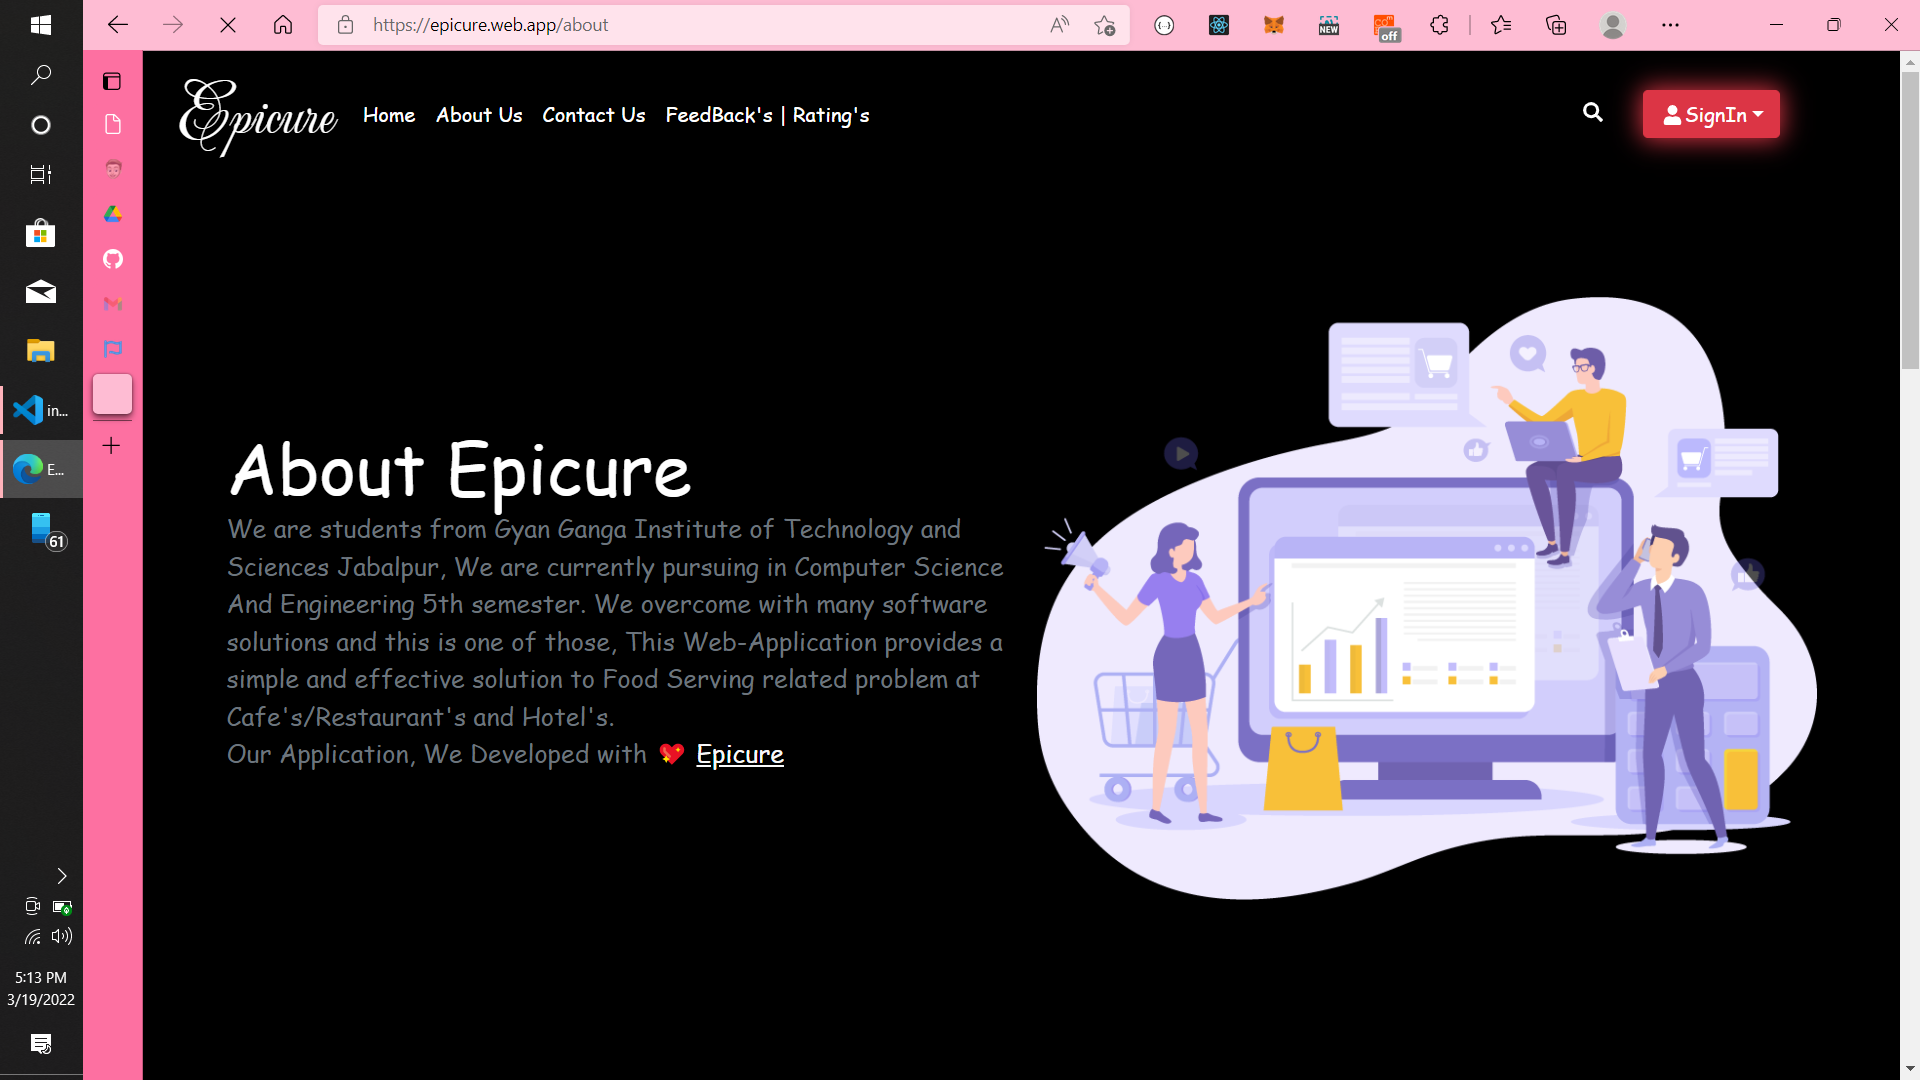 https://epicure.web.app/about
NEW
off
Epicure
Home
About Us
Contact Us
FeedBack's | Rating's
SignIn
in...
E...
61
About Epicure
We are students from Gyan Ganga Institute of Technology and
Sciences Jabalpur, We are currently pursuing in Computer Science
And Engineering 5th semester. We overcome with many software
solutions and this is one of those, This Web-Application provides a
simple and effective solution to Food Serving related problem at
Cafe's/Restaurant's and Hotel's.
Our Application, We Developed with 💖 Epicure
5:13 PM
3/19/2022